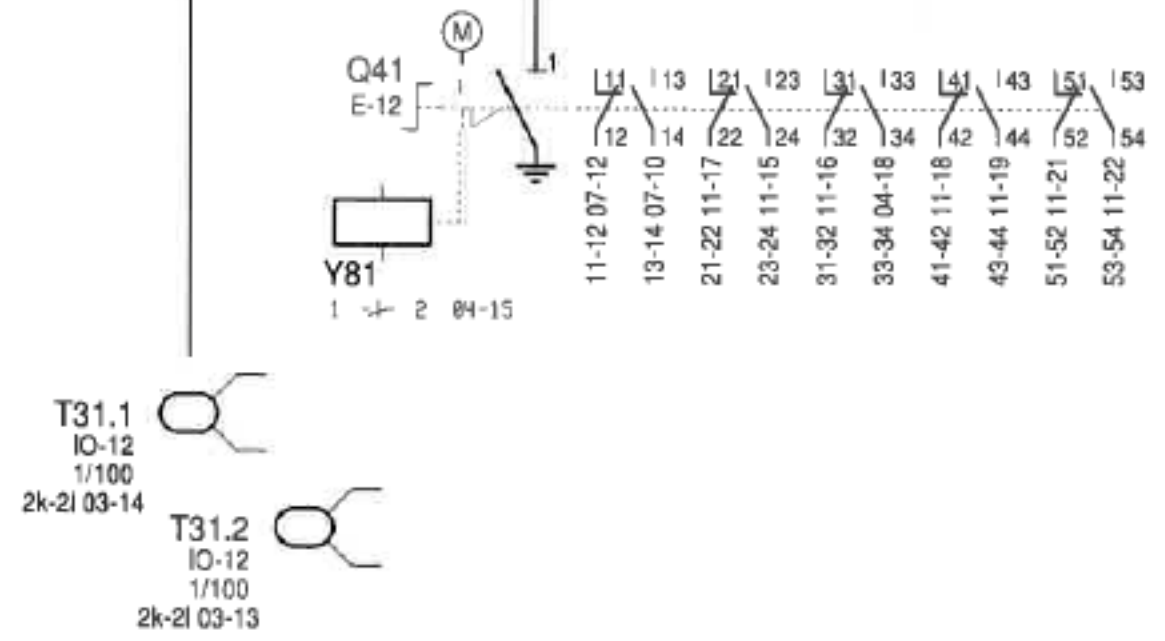 M
1
Q41
E-12
11 13 21 23 31 33 41 43 51 53
12 14 22 24 32 34 42 44 52 54
11-12 07-12
13-14 07-10
21-22 11-17
23-24 11-15
31-32 11-16
33-34 04-18
41-42 11-18
43-44 11-19
51-52 11-21
53-54 11-22
Y81
1 2 04-15
T31.1
IO-12
1/100
2k-2l 03-14
T31.2
IO-12
1/100
2k-2l 03-13